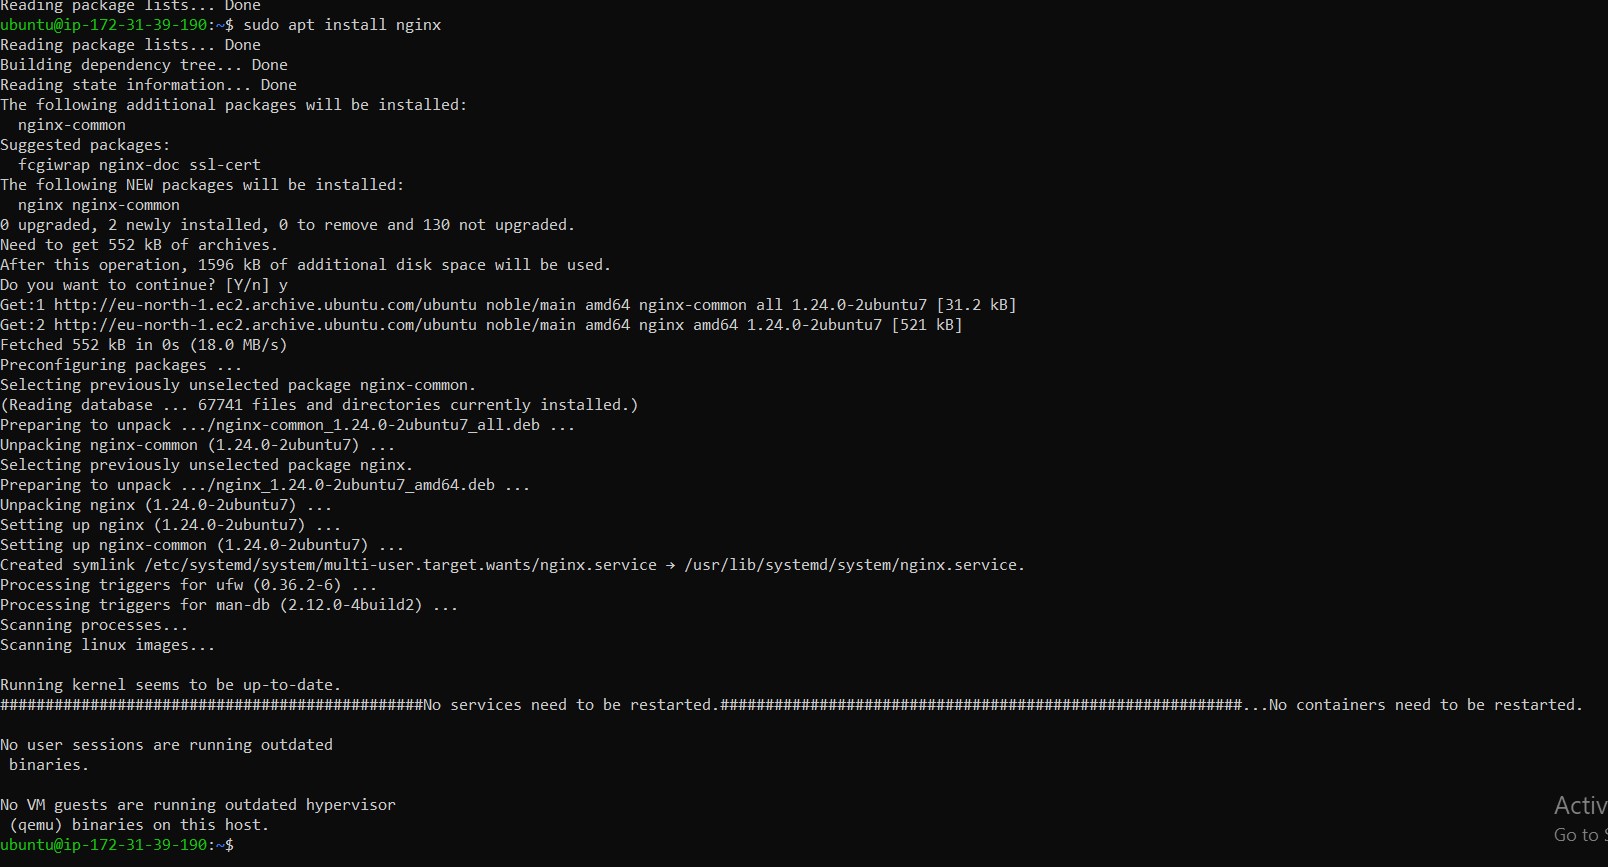 Reading package lists... Done
ubuntu@ip-172-31-39-190:~$ sudo apt install nginx
Reading package lists... Done
Building dependency tree... Done
Reading state information... Done
The following additional packages will be installed:
  nginx-common
Suggested packages:
  fcgiwrap nginx-doc ssl-cert
The following NEW packages will be installed:
  nginx nginx-common
0 upgraded, 2 newly installed, 0 to remove and 130 not upgraded.
Need to get 552 kB of archives.
After this operation, 1596 kB of additional disk space will be used.
Do you want to continue? [Y/n] y
Get:1 http://eu-north-1.ec2.archive.ubuntu.com/ubuntu noble/main amd64 nginx-common all 1.24.0-2ubuntu7 [31.2 kB]
Get:2 http://eu-north-1.ec2.archive.ubuntu.com/ubuntu noble/main amd64 nginx amd64 1.24.0-2ubuntu7 [521 kB]
Fetched 552 kB in 0s (18.0 MB/s)
Preconfiguring packages ...
Selecting previously unselected package nginx-common.
(Reading database ... 67741 files and directories currently installed.)
Preparing to unpack .../nginx-common_1.24.0-2ubuntu7_all.deb ...
Unpacking nginx-common (1.24.0-2ubuntu7) ...
Selecting previously unselected package nginx.
Preparing to unpack .../nginx_1.24.0-2ubuntu7_amd64.deb ...
Unpacking nginx (1.24.0-2ubuntu7) ...
Setting up nginx (1.24.0-2ubuntu7) ...
Setting up nginx-common (1.24.0-2ubuntu7) ...
Created symlink /etc/systemd/system/multi-user.target.wants/nginx.service → /usr/lib/systemd/system/nginx.service.
Processing triggers for ufw (0.36.2-6) ...
Processing triggers for man-db (2.12.0-4build2) ...
Scanning processes...
Scanning linux images...
Running kernel seems to be up-to-date.
###############################################No services need to be restarted.##########################################################...No containers need to be restarted.
No user sessions are running outdated
 binaries.
No VM guests are running outdated hypervisor
 (qemu) binaries on this host.
ubuntu@ip-172-31-39-190:~$
Activ
Go to S